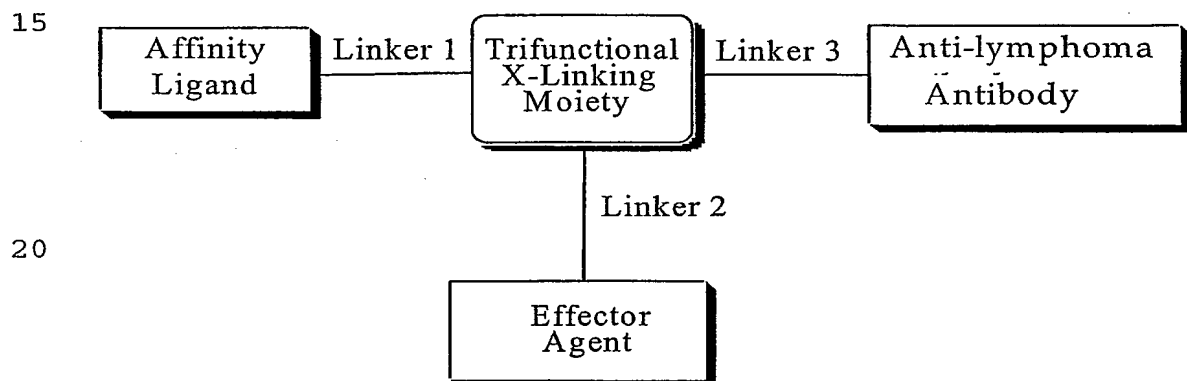 15
Affinity
Ligand
Linker 1
Trifunctional
X-Linking
Moiety
Linker 3
Anti-lymphoma
Antibody
Linker 2
20
Effector
Agent